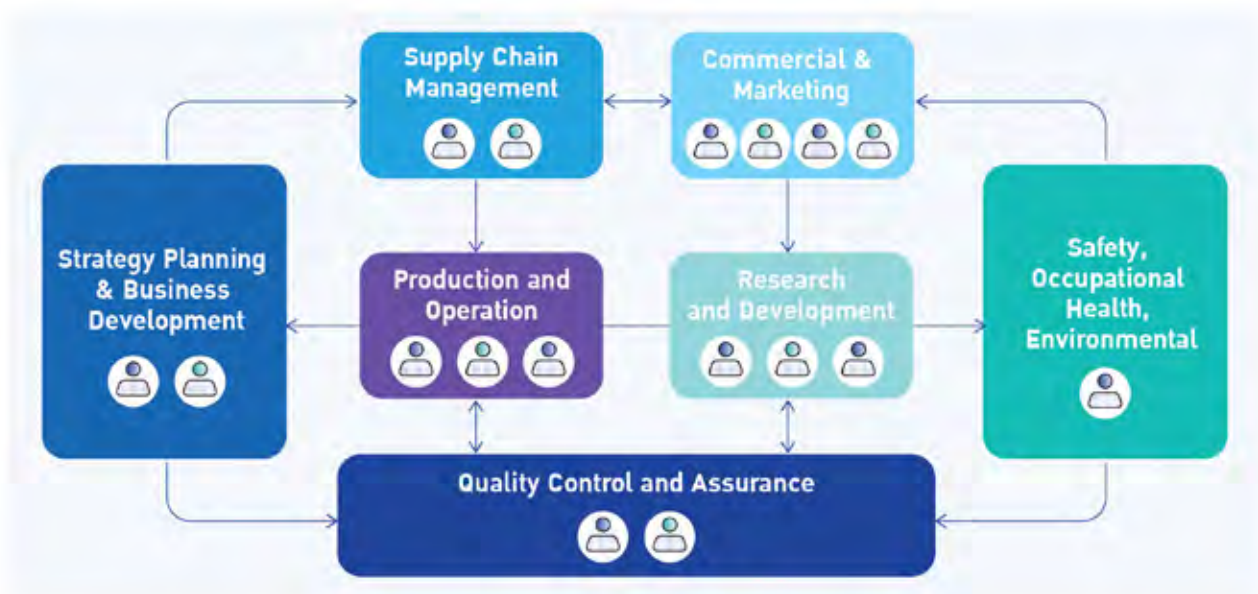 Supply Chain
Management
Commercial &
Marketing
Strategy Planning
& Business
Development
Production and
Operation
Research
and Development
Safety,
Occupational
Health,
Environmental
Quality Control and Assurance